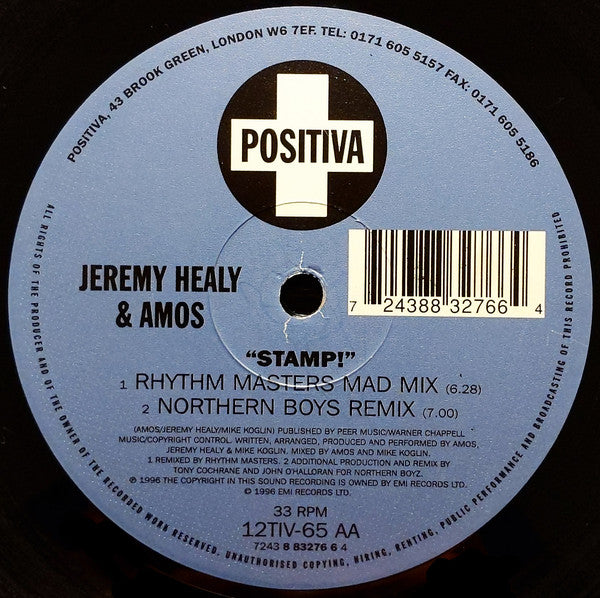 POSITIVA, 43 BROOK GREEN, LONDON W6 7EF. TEL: 0171 605 5157 FAX: 0171 605 5186
POSITIVA
JEREMY HEALY
& AMOS
7 24388 32766 4
"STAMP!"
1 RHYTHM MASTERS MAD MIX (6.28)
2 NORTHERN BOYS REMIX (7.00)
(AMOS/JEREMY HEALY/MIKE KOGLIN) PUBLISHED BY PEER MUSIC/WARNER CHAPPELL
MUSIC/COPYRIGHT CONTROL. WRITTEN, ARRANGED, PRODUCED AND PERFORMED BY AMOS,
JEREMY HEALY & MIKE KOGLIN. MIXED BY AMOS AND MIKE KOGLIN.
1 REMIXED BY RHYTHM MASTERS. 2 ADDITIONAL PRODUCTION AND REMIX BY
TONY COCHRANE AND JOHN O'HALLORAN FOR NORTHERN BOYZ.
℗ 1996 THE COPYRIGHT IN THIS SOUND RECORDING IS OWNED BY EMI RECORDS LTD.
© 1996 EMI RECORDS LTD.
33 RPM
12TIV-65 AA
7243 8 83276 6 4
ALL RIGHTS OF THE PRODUCER AND OF THE OWNER OF THE RECORDED WORK RESERVED. UNAUTHORISED COPYING, HIRING, RENTING, PUBLIC PERFORMANCE AND BROADCASTING OF THIS RECORD PROHIBITED